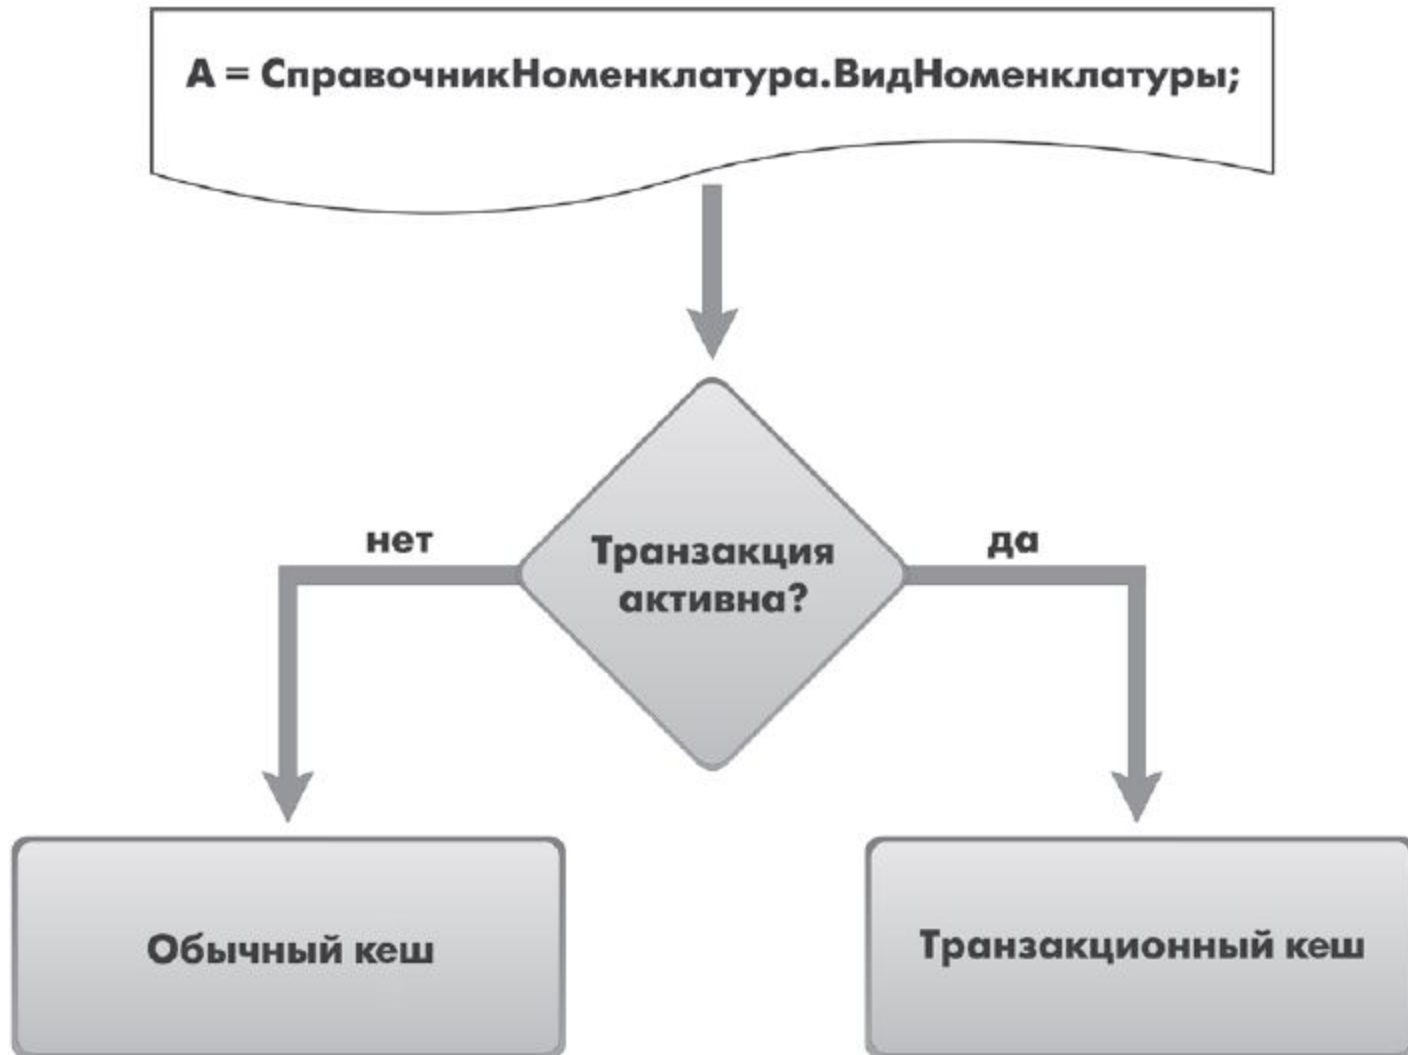 А = СправочникНоменклатура.ВидНоменклатуры;
нет
Транзакция
активна?
да
Обычный кеш
Транзакционный кеш